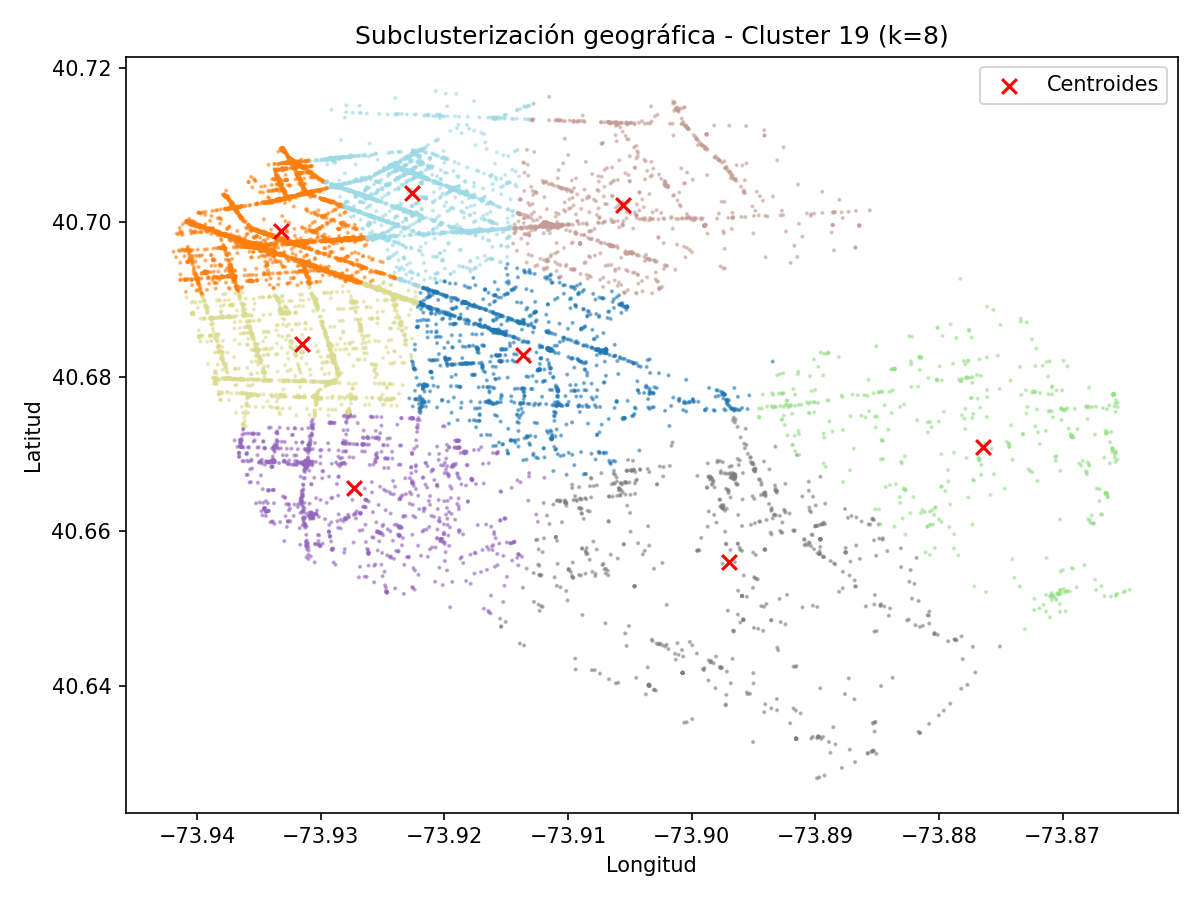 Subclusterización geográfica - Cluster 19 (k=8)
Centroides
40.72
40.70
40.68
40.66
40.64
Latitud
−73.94 −73.93 −73.92 −73.91 −73.90 −73.89 −73.88 −73.87
Longitud